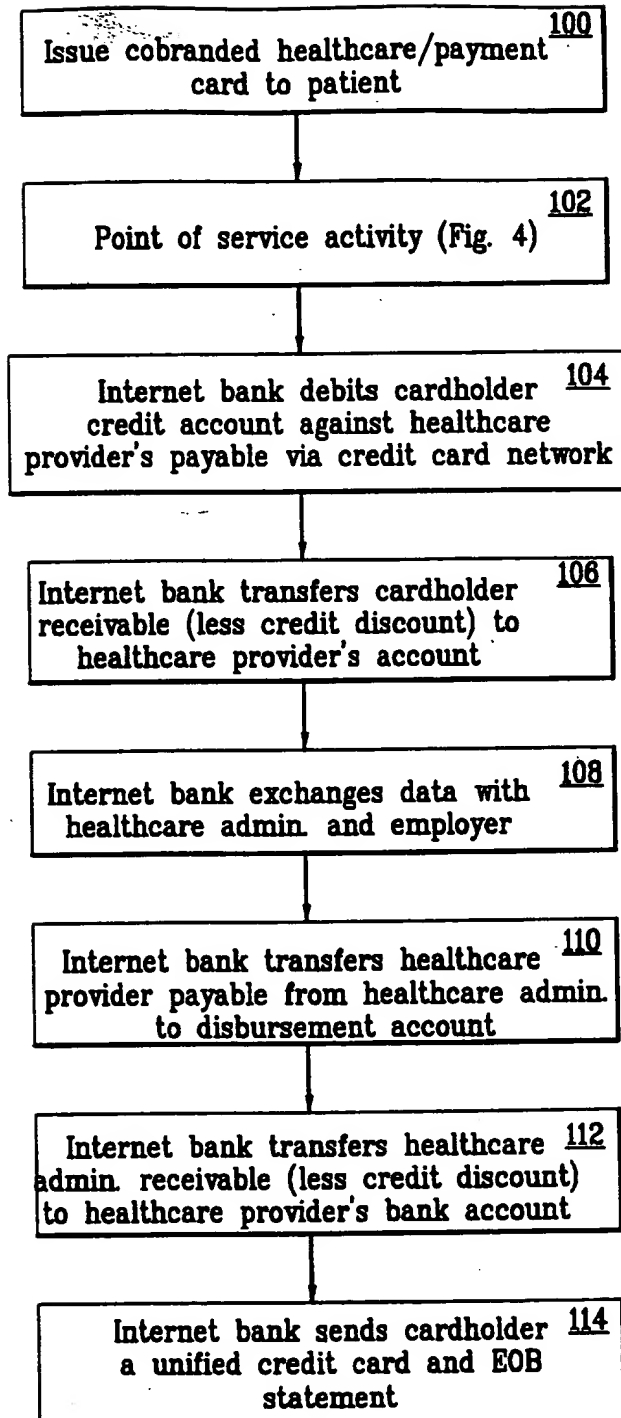 100
Issue cobranded healthcare/payment
card to patient
102
Point of service activity (Fig. 4)
104
Internet bank debits cardholder
credit account against healthcare
provider's payable via credit card network
106
Internet bank transfers cardholder
receivable (less credit discount) to
healthcare provider's account
108
Internet bank exchanges data with
healthcare admin. and employer
110
Internet bank transfers healthcare
provider payable from healthcare admin.
to disbursement account
112
Internet bank transfers healthcare
admin. receivable (less credit discount)
to healthcare provider's bank account
114
Internet bank sends cardholder
a unified credit card and EOB
statement